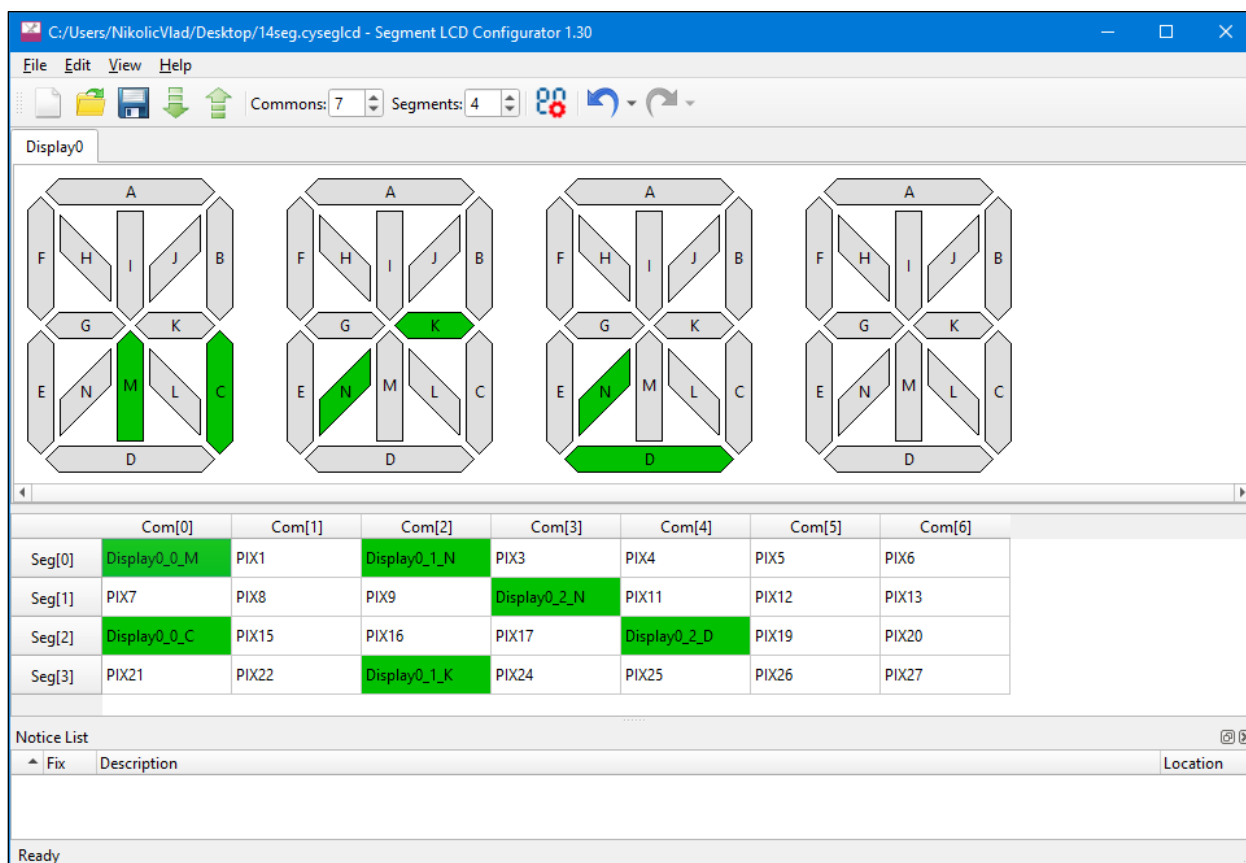 C:/Users/NikolicVlad/Desktop/14seg.cyseglcd - Segment LCD Configurator 1.30
File Edit View Help
Commons: 7 Segments: 4
Display0
A A A A
F H I J B F H I J B F H I J B F H I J B
G K G K G K G K
E N M L C E N M L C E N M L C E N M L C
D D D D
Com[0] Com[1] Com[2] Com[3] Com[4] Com[5] Com[6]
Seg[0] Display0_0_M PIX1 Display0_1_N PIX3 PIX4 PIX5 PIX6
Seg[1] PIX7 PIX8 PIX9 Display0_2_N PIX11 PIX12 PIX13
Seg[2] Display0_0_C PIX15 PIX16 PIX17 Display0_2_D PIX19 PIX20
Seg[3] PIX21 PIX22 Display0_1_K PIX24 PIX25 PIX26 PIX27
Notice List
Fix Description Location
Ready